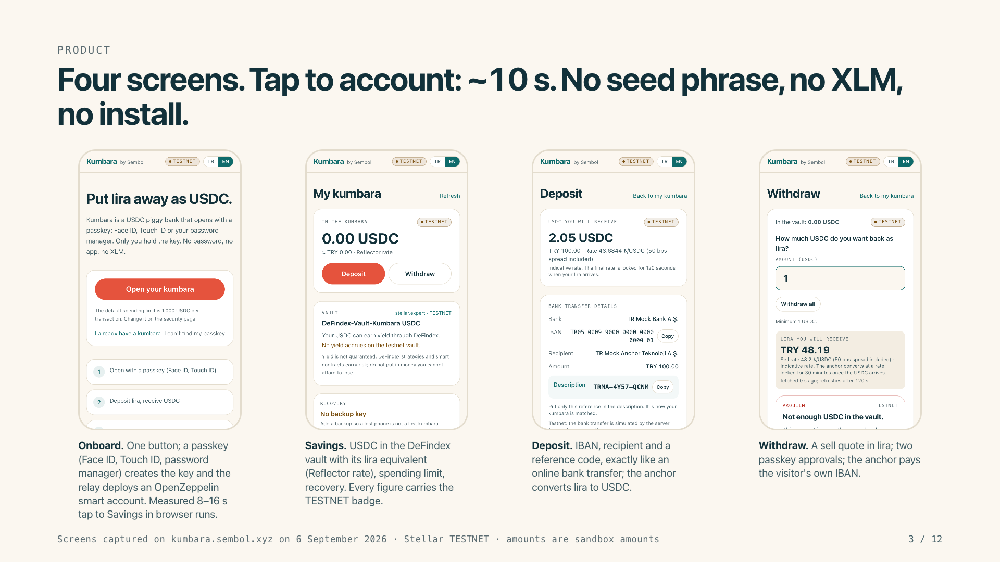 PRODUCT
Four screens. Tap to account: ~10 s. No seed phrase, no XLM,
no install.
Kumbara by Sembol
TESTNET
TR EN
Put lira away as USDC.
Kumbara is a USDC piggy bank that opens with a
passkey: Face ID, Touch ID or your password
manager. Only you hold the key. No password, no
app, no XLM.
Open your kumbara
The default spending limit is 1,000 USDC per
transaction. Change it on the security page.
I already have a kumbara I can't find my passkey
1 Open with a passkey (Face ID, Touch ID)
2 Deposit lira, receive USDC
Onboard. One button; a passkey
(Face ID, Touch ID, password
manager) creates the key and the
relay deploys an OpenZeppelin
smart account. Measured 8–16 s
tap to Savings in browser runs.
Kumbara by Sembol
TESTNET
TR EN
My kumbara
Refresh
IN THE KUMBARA
TESTNET
0.00 USDC
≈ TRY 0.00 · Reflector rate
Deposit
Withdraw
VAULT
stellar.expert · TESTNET
DeFindex-Vault-Kumbara USDC
Your USDC can earn yield through DeFindex.
No yield accrues on the testnet vault.
Yield is not guaranteed. DeFindex strategies and smart
contracts carry risk; do not put in money you cannot
afford to lose.
RECOVERY
No backup key
Add a backup so a lost phone is not a lost kumbara.
Savings. USDC in the DeFindex
vault with its lira equivalent
(Reflector rate), spending limit,
recovery. Every figure carries the
TESTNET badge.
Kumbara by Sembol
TESTNET
TR EN
Deposit
Back to my kumbara
USDC YOU WILL RECEIVE
TESTNET
2.05 USDC
TRY 100.00 · Rate 48.6844 ₺/USDC (50 bps
spread included)
Indicative rate. The final rate is locked for 120 seconds
when your lira arrives.
BANK TRANSFER DETAILS
Bank TR Mock Bank A.Ş.
IBAN TR05 0009 9000 0000 0000
0000 01
Copy
Recipient TR Mock Anchor Teknoloji A.Ş.
Amount TRY 100.00
Description TRMA-4Y57-QCNM Copy
Put only this reference in the description. It is how your
kumbara is matched.
Testnet: the bank transfer is simulated by the server
Deposit. IBAN, recipient and a
reference code, exactly like an
online bank transfer; the anchor
converts lira to USDC.
Kumbara by Sembol
TESTNET
TR EN
Withdraw
Back to my kumbara
In the vault: 0.00 USDC
TESTNET
How much USDC do you want back as
lira?
AMOUNT (USDC)
1
Withdraw all
Minimum 1 USDC.
LIRA YOU WILL RECEIVE
TRY 48.19
Sell rate 48.2 ₺/USDC (50 bps spread included) ·
Indicative rate. The anchor converts at a rate
locked for 30 minutes once the USDC arrives.
fetched 0 s ago; refreshes after 120 s.
PROBLEM
TESTNET
Not enough USDC in the vault.
Withdraw. A sell quote in lira; two
passkey approvals; the anchor pays
the visitor's own IBAN.
Screens captured on kumbara.sembol.xyz on 6 September 2026 · Stellar TESTNET · amounts are sandbox amounts
3 / 12